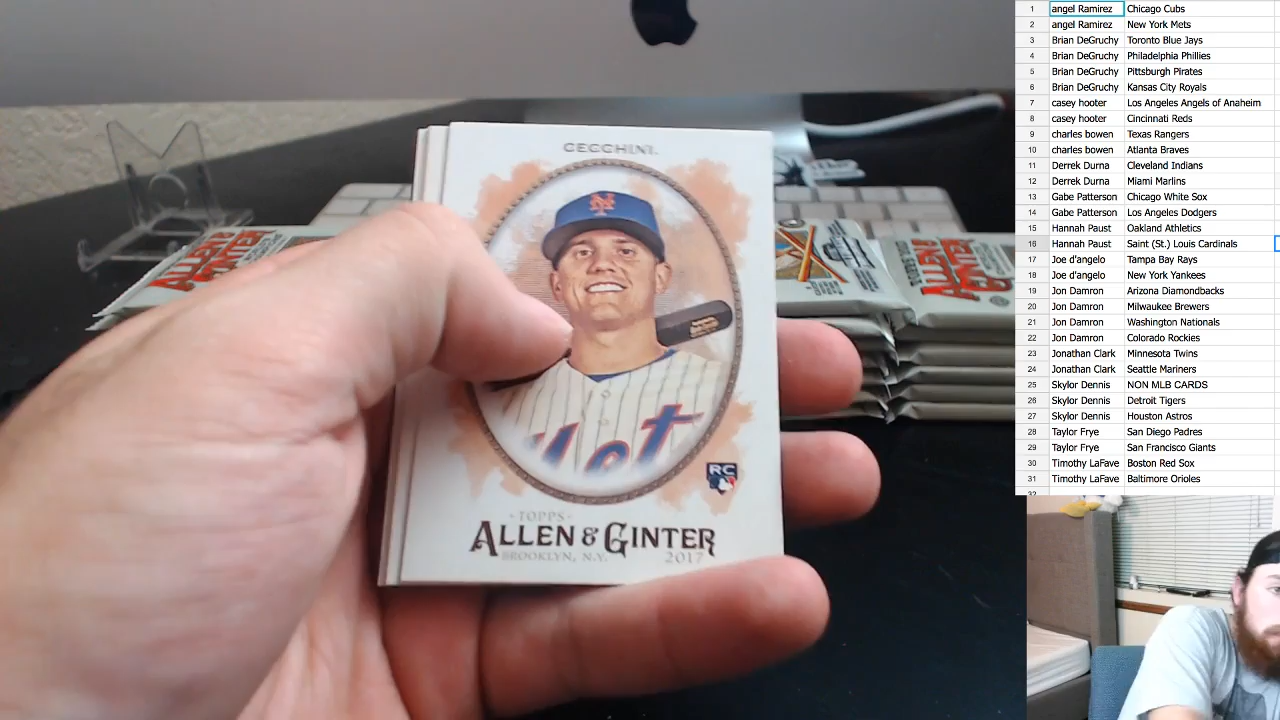 CECCHINI.
RC
TOPPS
ALLEN & GINTER
BROOKLYN, N.Y. 2017
ALLEN
GINTER
ALLEN &
GINTER
1 angel Ramirez Chicago Cubs
2 angel Ramirez New York Mets
3 Brian DeGruchy Toronto Blue Jays
4 Brian DeGruchy Philadelphia Phillies
5 Brian DeGruchy Pittsburgh Pirates
6 Brian DeGruchy Kansas City Royals
7 casey hooter Los Angeles Angels of Anaheim
8 casey hooter Cincinnati Reds
9 charles bowen Texas Rangers
10 charles bowen Atlanta Braves
11 Derrek Durna Cleveland Indians
12 Derrek Durna Miami Marlins
13 Gabe Patterson Chicago White Sox
14 Gabe Patterson Los Angeles Dodgers
15 Hannah Paust Oakland Athletics
16 Hannah Paust Saint (St.) Louis Cardinals
17 Joe d'angelo Tampa Bay Rays
18 Joe d'angelo New York Yankees
19 Jon Damron Arizona Diamondbacks
20 Jon Damron Milwaukee Brewers
21 Jon Damron Washington Nationals
22 Jon Damron Colorado Rockies
23 Jonathan Clark Minnesota Twins
24 Jonathan Clark Seattle Mariners
25 Skylor Dennis NON MLB CARDS
26 Skylor Dennis Detroit Tigers
27 Skylor Dennis Houston Astros
28 Taylor Frye San Diego Padres
29 Taylor Frye San Francisco Giants
30 Timothy LaFave Boston Red Sox
31 Timothy LaFave Baltimore Orioles